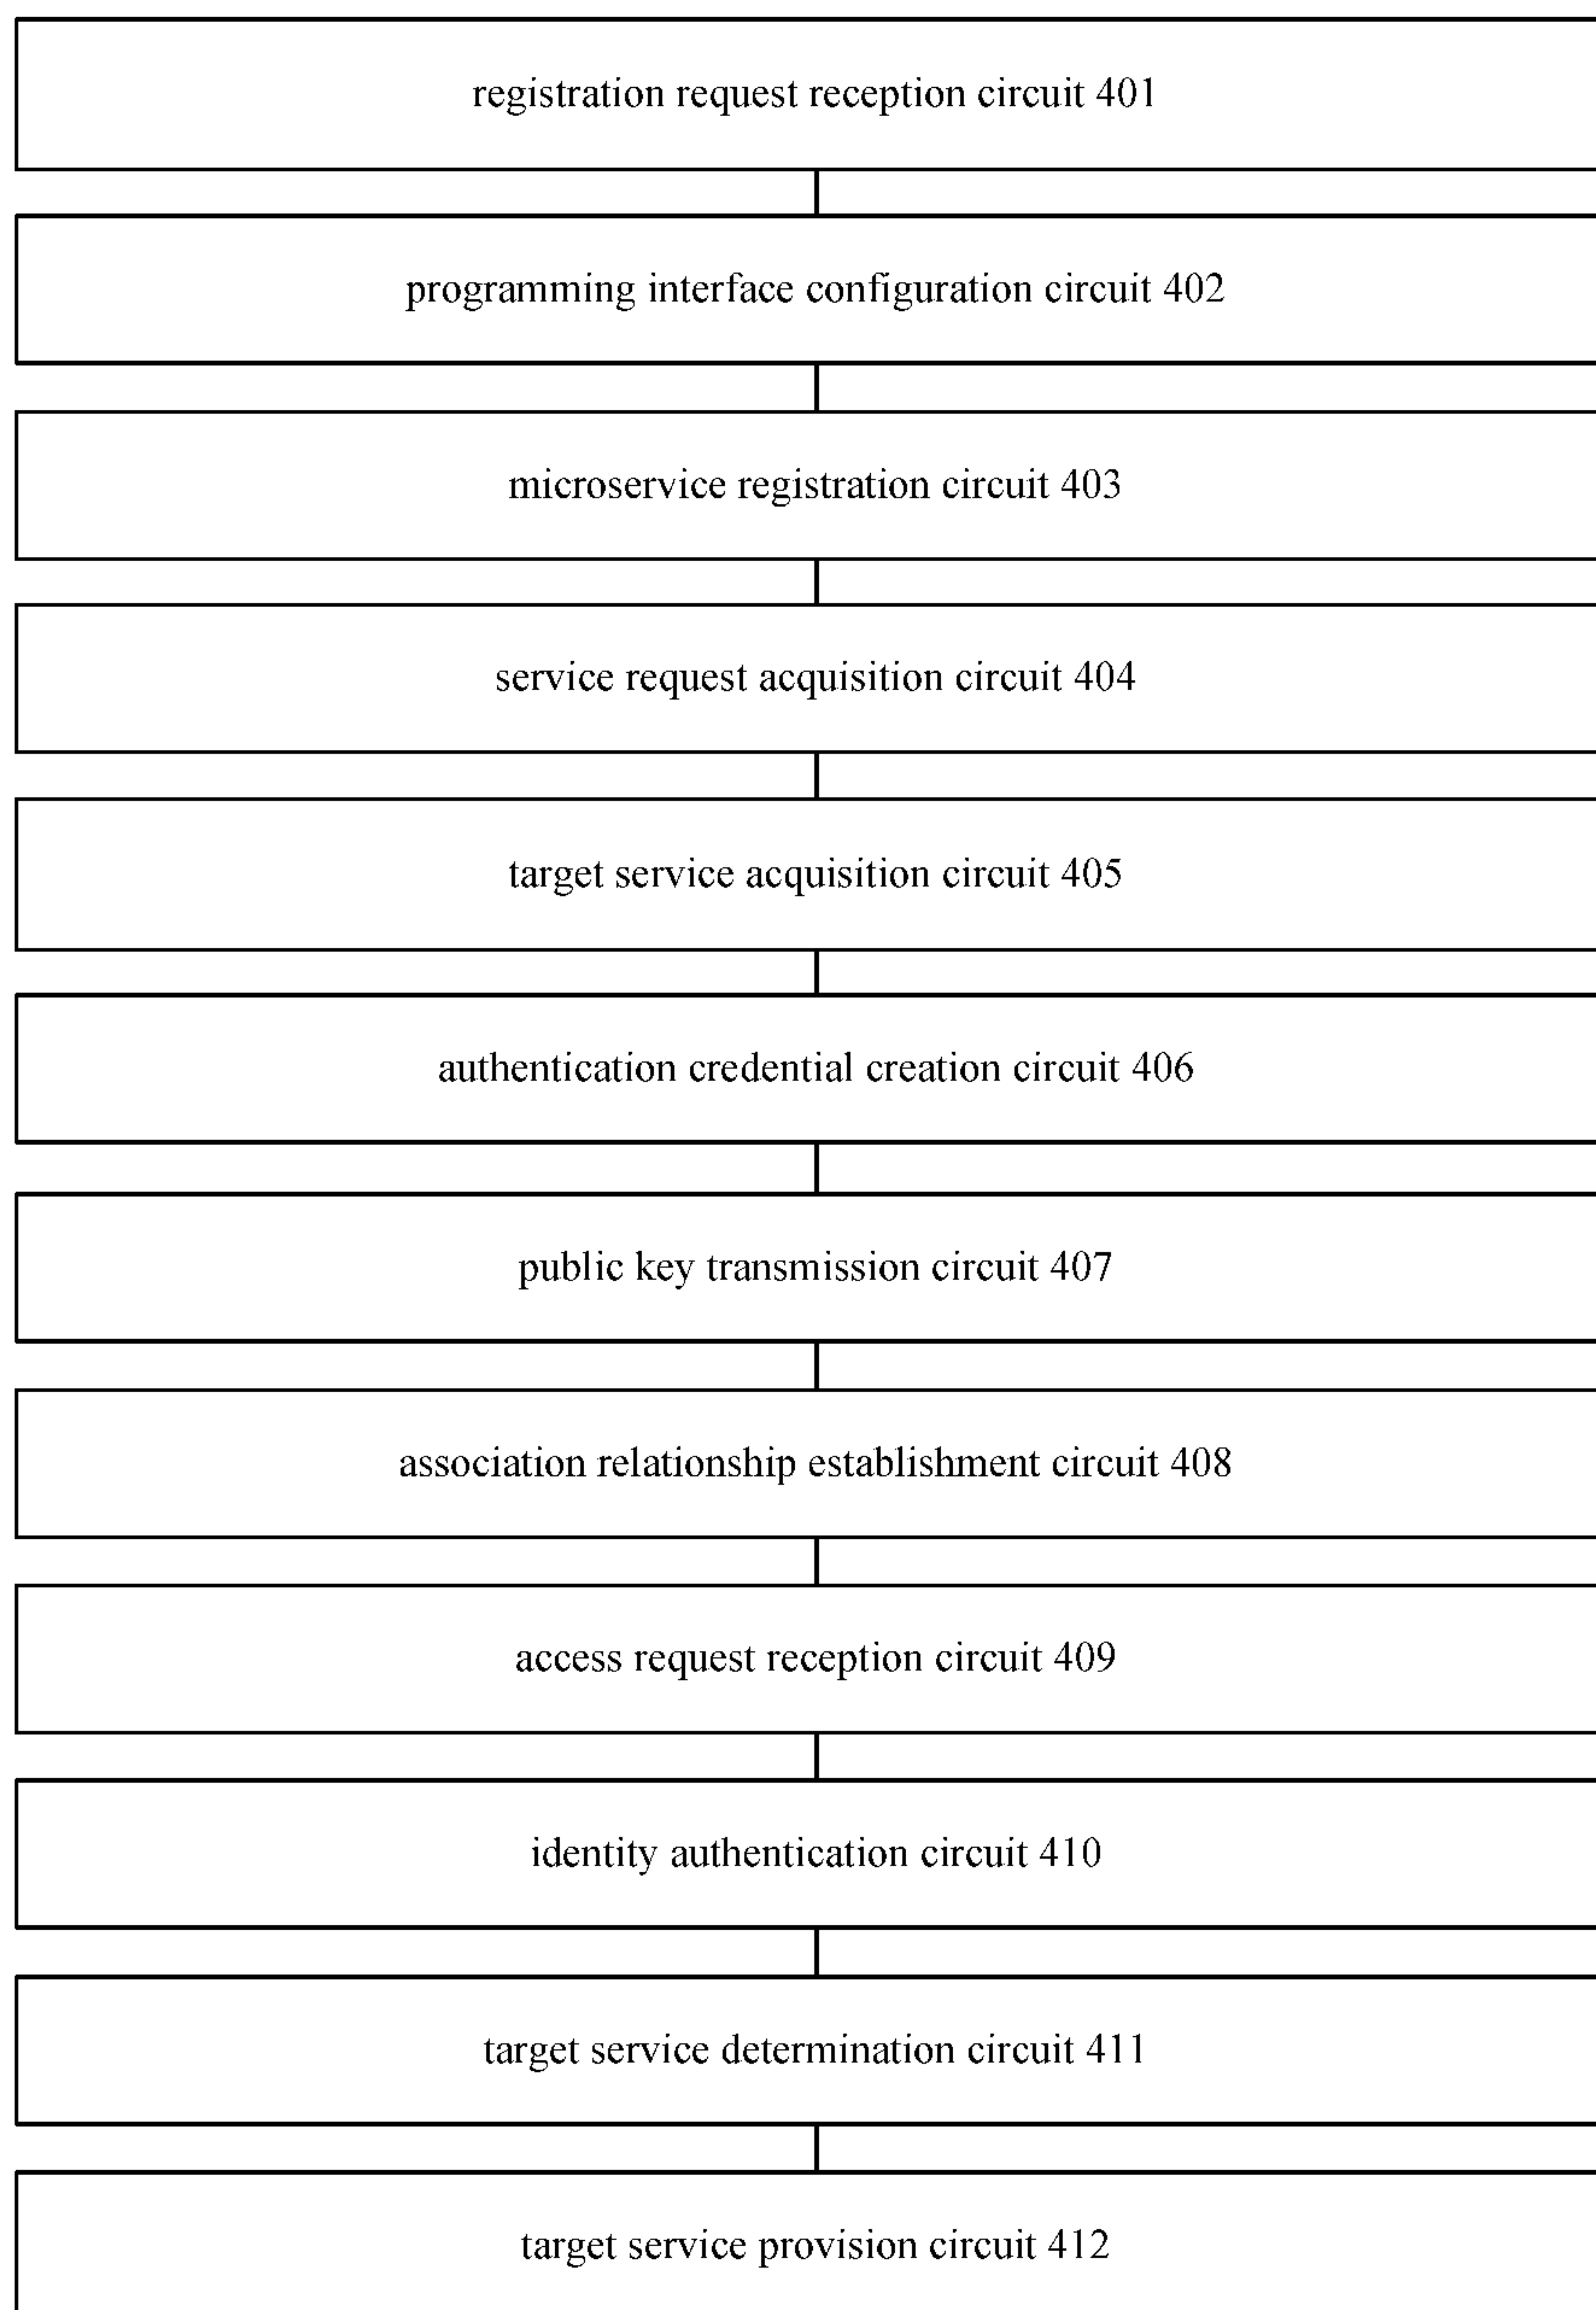 registration request reception circuit 401
programming interface configuration circuit 402
microservice registration circuit 403
service request acquisition circuit 404
target service acquisition circuit 405
authentication credential creation circuit 406
public key transmission circuit 407
association relationship establishment circuit 408
access request reception circuit 409
identity authentication circuit 410
target service determination circuit 411
target service provision circuit 412